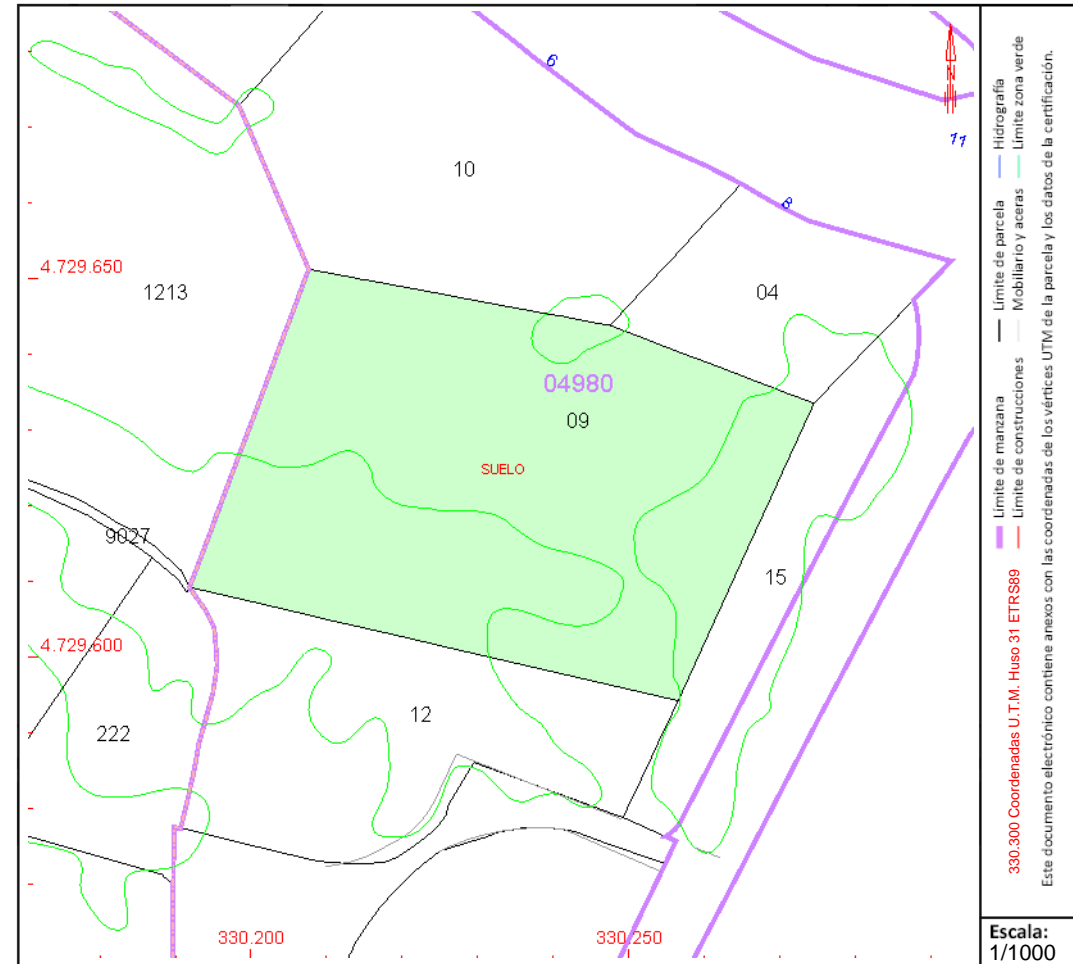 6
N
11
10
8
4.729.650
1213
04
04980
09
SUELO
9027
15
4.729.600
222
12
330.200
330.250
Límite de manzana
Límite de parcela
Hidrografía
330.300 Coordenadas U.T.M. Huso 31 ETRS89
Límite de construcciones
Mobiliario y aceras
Límite zona verde
Este documento electrónico contiene anexos con las coordenadas de los vértices UTM de la parcela y los datos de la certificación.
Escala:
1/1000